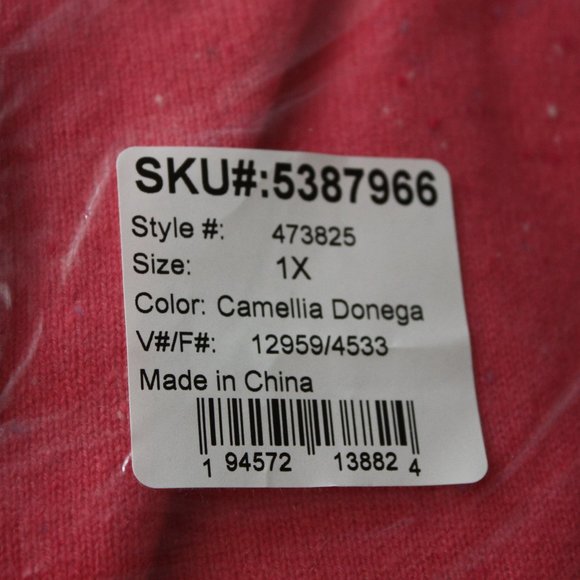 SKU#:5387966
Style #: 473825
Size: 1X
Color: Camellia Donega
V#/F#: 12959/4533
Made in China
1 94572 13882 4